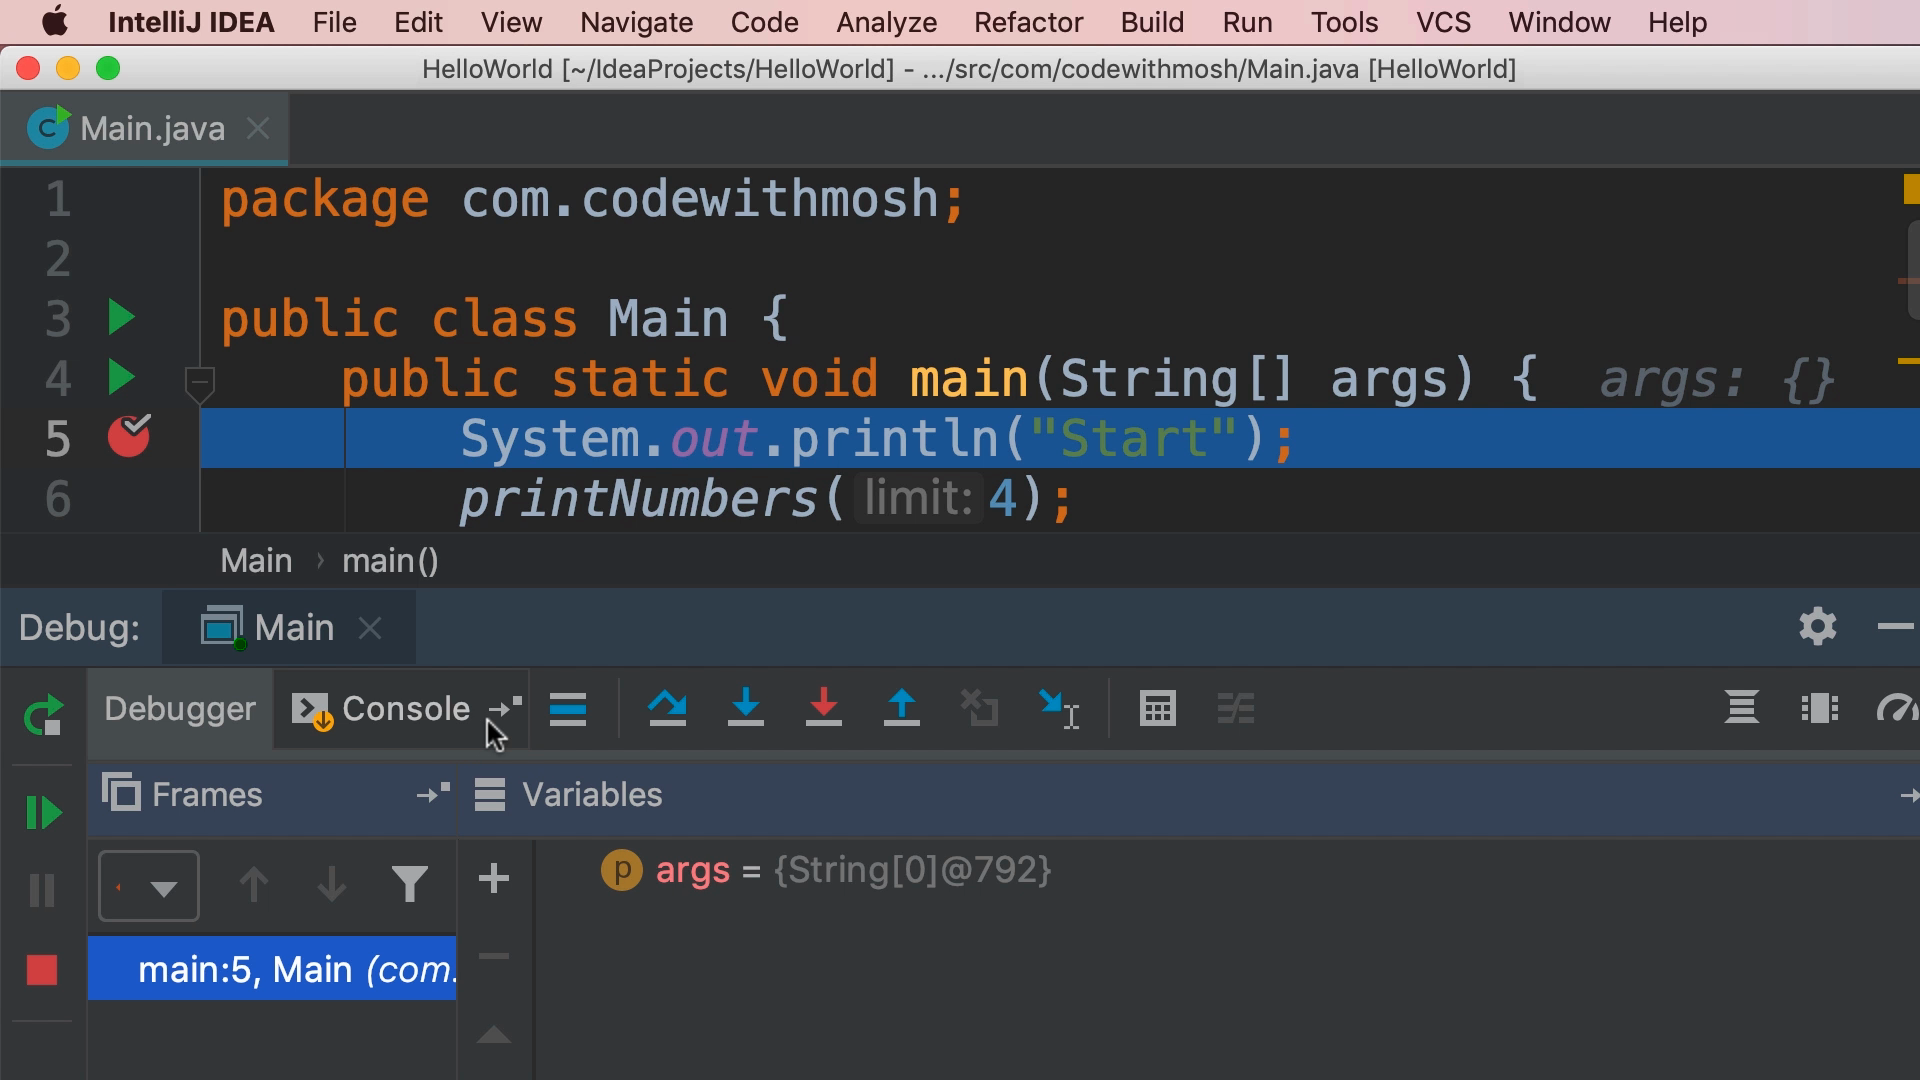 IntelliJ IDEA File Edit View Navigate Code Analyze Refactor Build Run Tools VCS Window Help
HelloWorld [~/IdeaProjects/HelloWorld] - .../src/com/codewithmosh/Main.java [HelloWorld]
C Main.java
1 package com.codewithmosh;
2
3 public class Main {
4 public static void main(String[] args) { args: {}
5 System.out.println("Start");
6 printNumbers( limit: 4);
Main › main()
Debug: Main
Debugger Console
Frames Variables
p args = {String[0]@792}
main:5, Main (com.